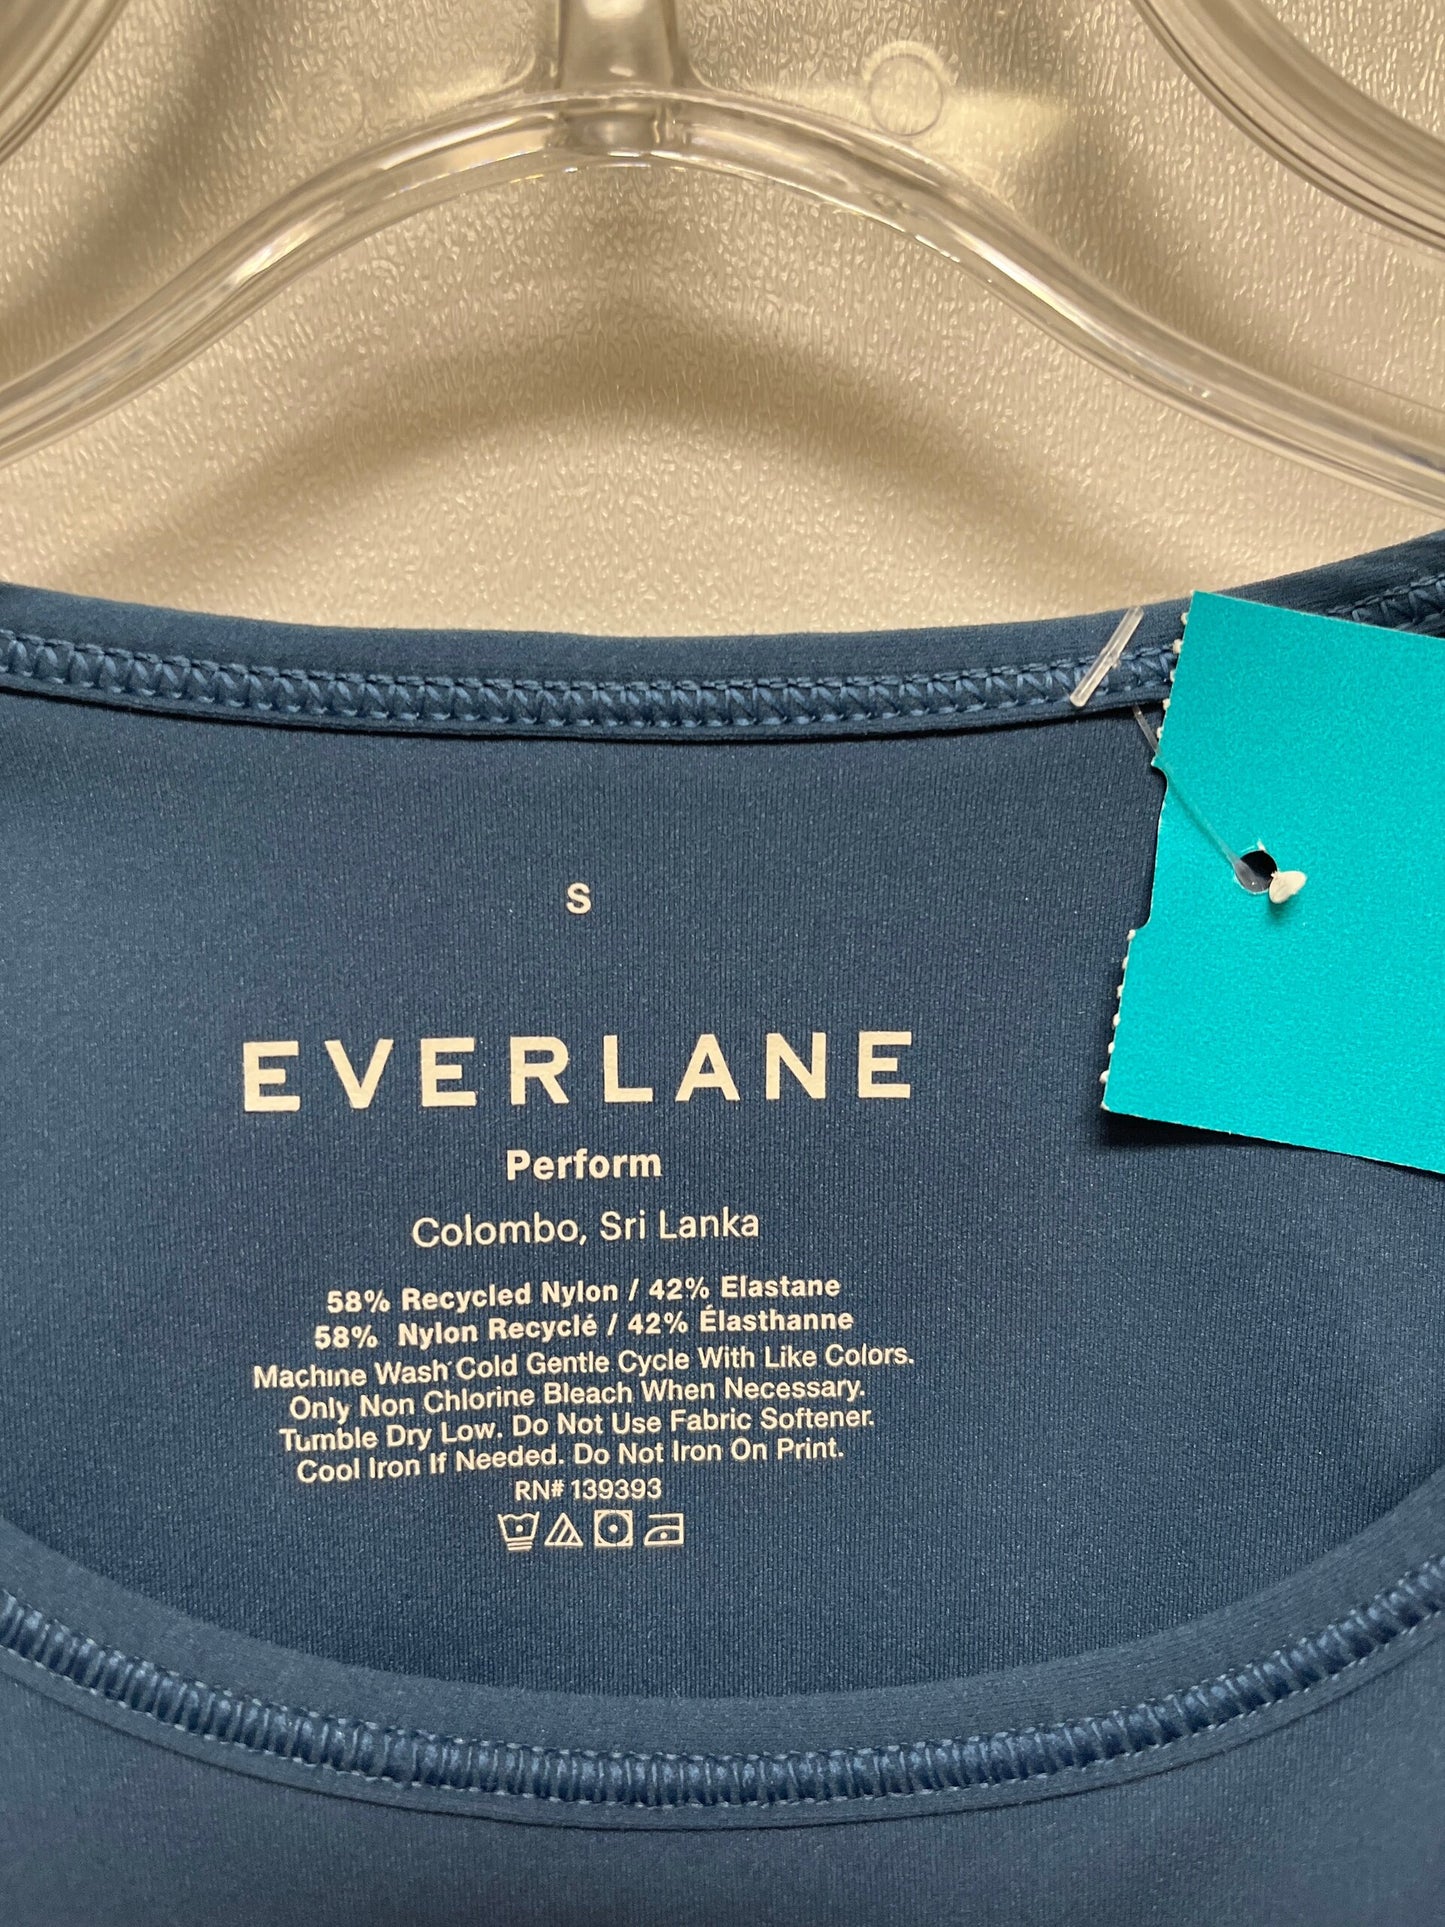 S
EVERLANE
Perform
Colombo, Sri Lanka
58% Recycled Nylon / 42% Elastane
58% Nylon Recyclé / 42% Élasthanne
Machine Wash Cold Gentle Cycle With Like Colors.
Only Non Chlorine Bleach When Necessary.
Tumble Dry Low. Do Not Use Fabric Softener.
Cool Iron If Needed. Do Not Iron On Print.
RN# 139393